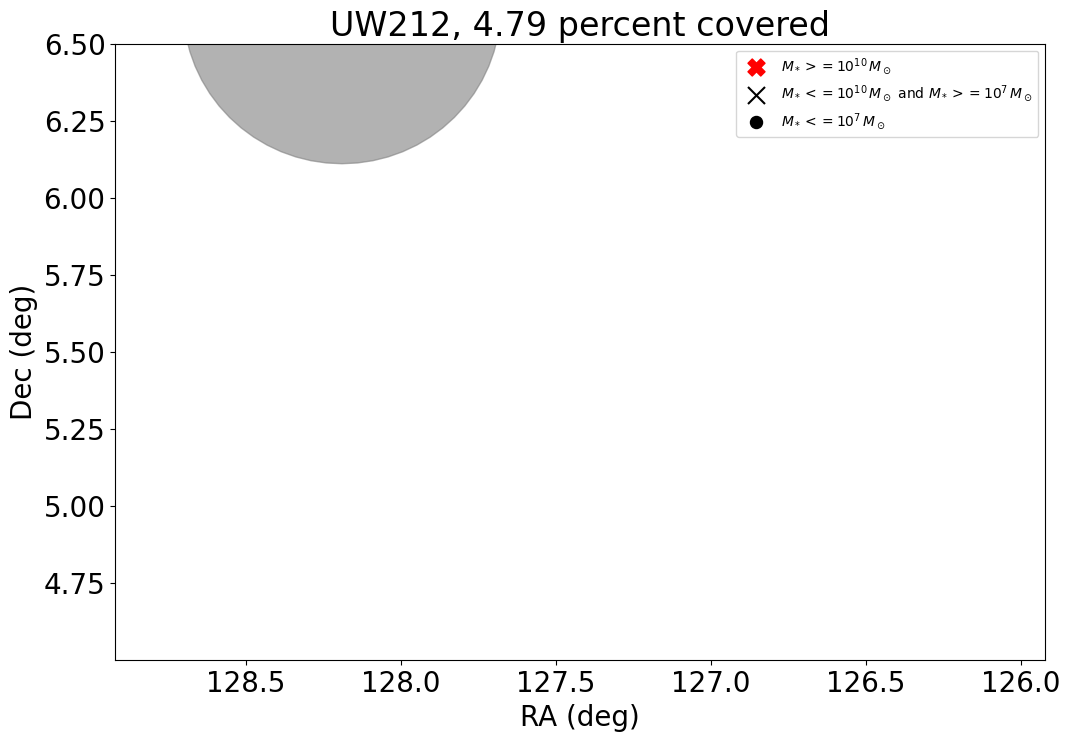 UW212, 4.79 percent covered
M* >= 10^10 M⊙
M* <= 10^10 M⊙ and M* >= 10^7 M⊙
M* <= 10^7 M⊙
6.50
6.25
6.00
5.75
5.50
5.25
5.00
4.75
Dec (deg)
128.5 128.0 127.5 127.0 126.5 126.0
RA (deg)